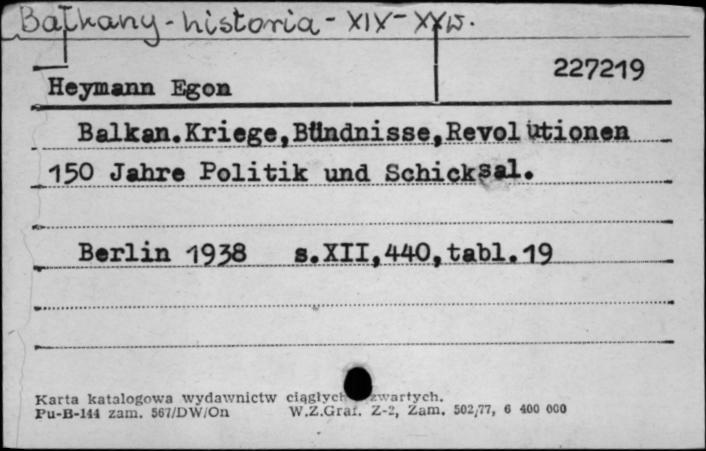 Bałkany - historia - XIX - XX w.
227219
Heymann Egon
Balkan.Kriege,Bündnisse,Revolutionen
150 Jahre Politik und Schicksal.
Berlin 1938 s.XII,440,tabl.19
Karta katalogowa wydawnictw ciągłych zwartych.
Pu-B-144 zam. 567/DW/On W.Z.Graf. Z-2, Zam. 502/77, 6 400 000